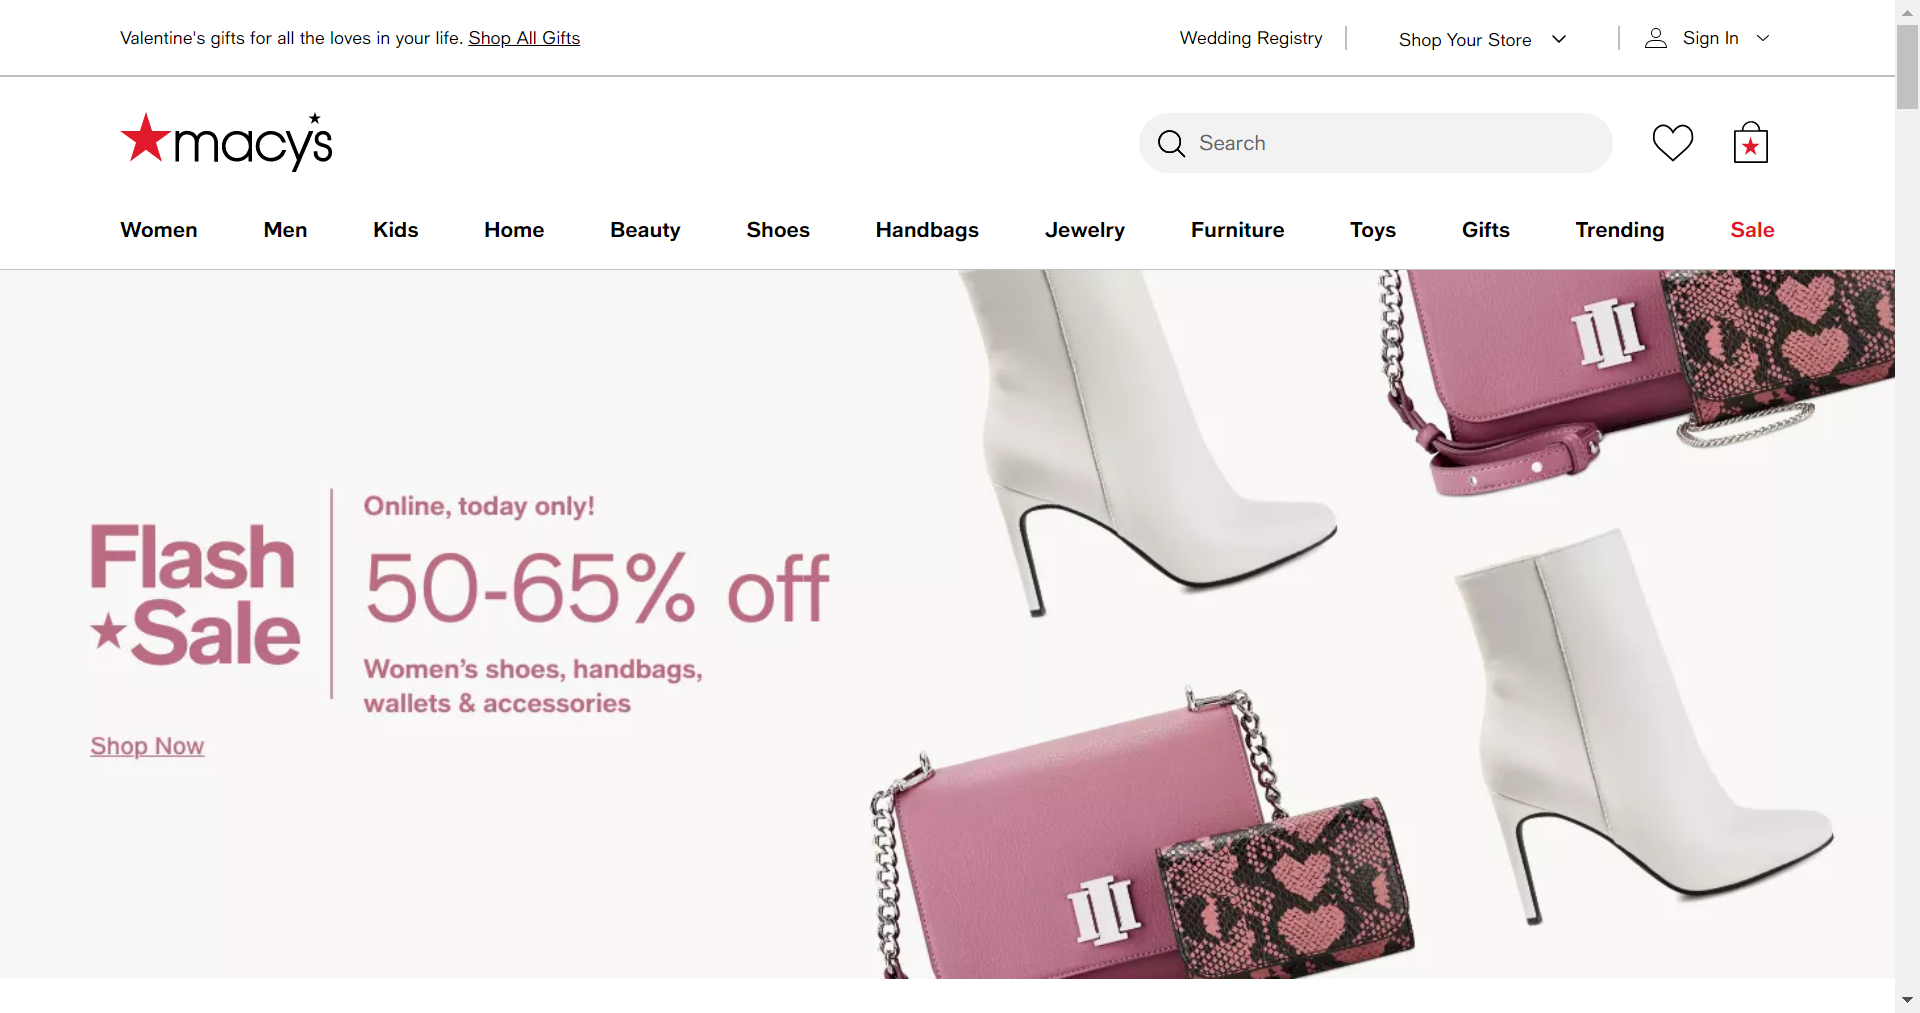 Valentine's gifts for all the loves in your life. Shop All Gifts
Wedding Registry
Shop Your Store
Sign In
macy's
Search
Women
Men
Kids
Home
Beauty
Shoes
Handbags
Jewelry
Furniture
Toys
Gifts
Trending
Sale
Flash
Sale
Online, today only!
50-65% off
Women’s shoes, handbags,
wallets & accessories
Shop Now